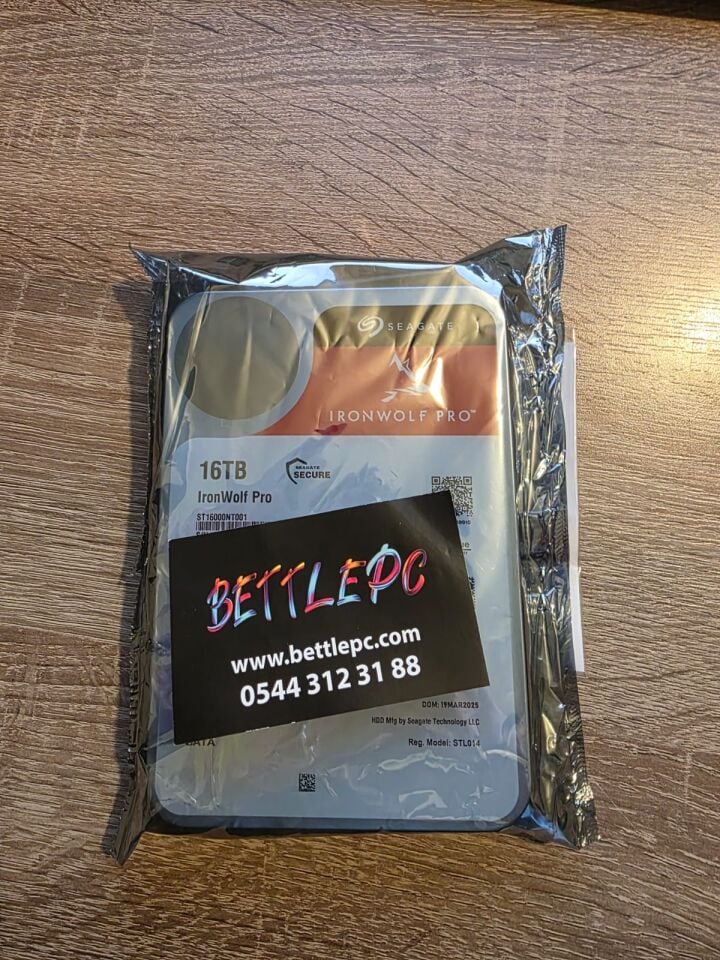 SEAGATE
IRONWOLF PRO™
16TB
SEAGATE
SECURE
IronWolf Pro
ST16000NT001
BETTLEPC
www.bettlepc.com
0544 312 31 88
DOM: 19MAR2025
HDD Mfg by Seagate Technology LLC
Reg. Model: STL014